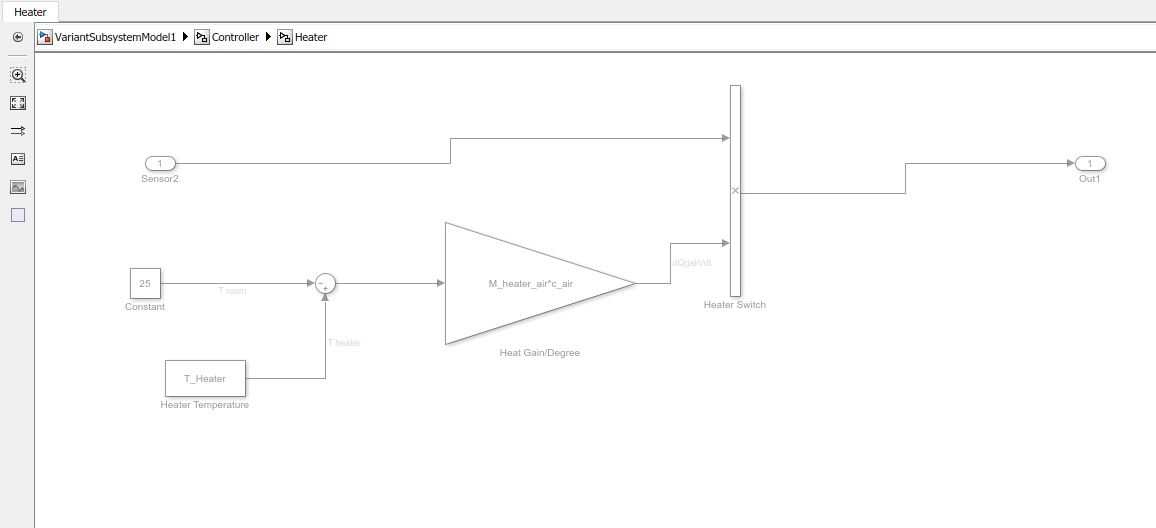 Heater
VariantSubsystemModel1 Controller Heater
1
Sensor2
×
1
Out1
25
Constant
T room
−
+
M_heater_air*c_air
Heat Gain/Degree
dQgain/dt
Heater Switch
T heater
T_Heater
Heater Temperature